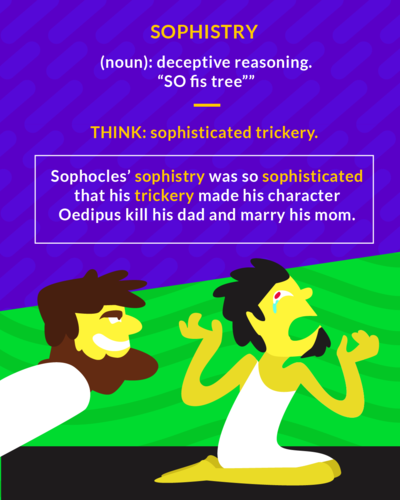 SOPHISTRY
(noun): deceptive reasoning.
“SO fis tree””
THINK: sophisticated trickery.
Sophocles’ sophistry was so sophisticated
that his trickery made his character
Oedipus kill his dad and marry his mom.